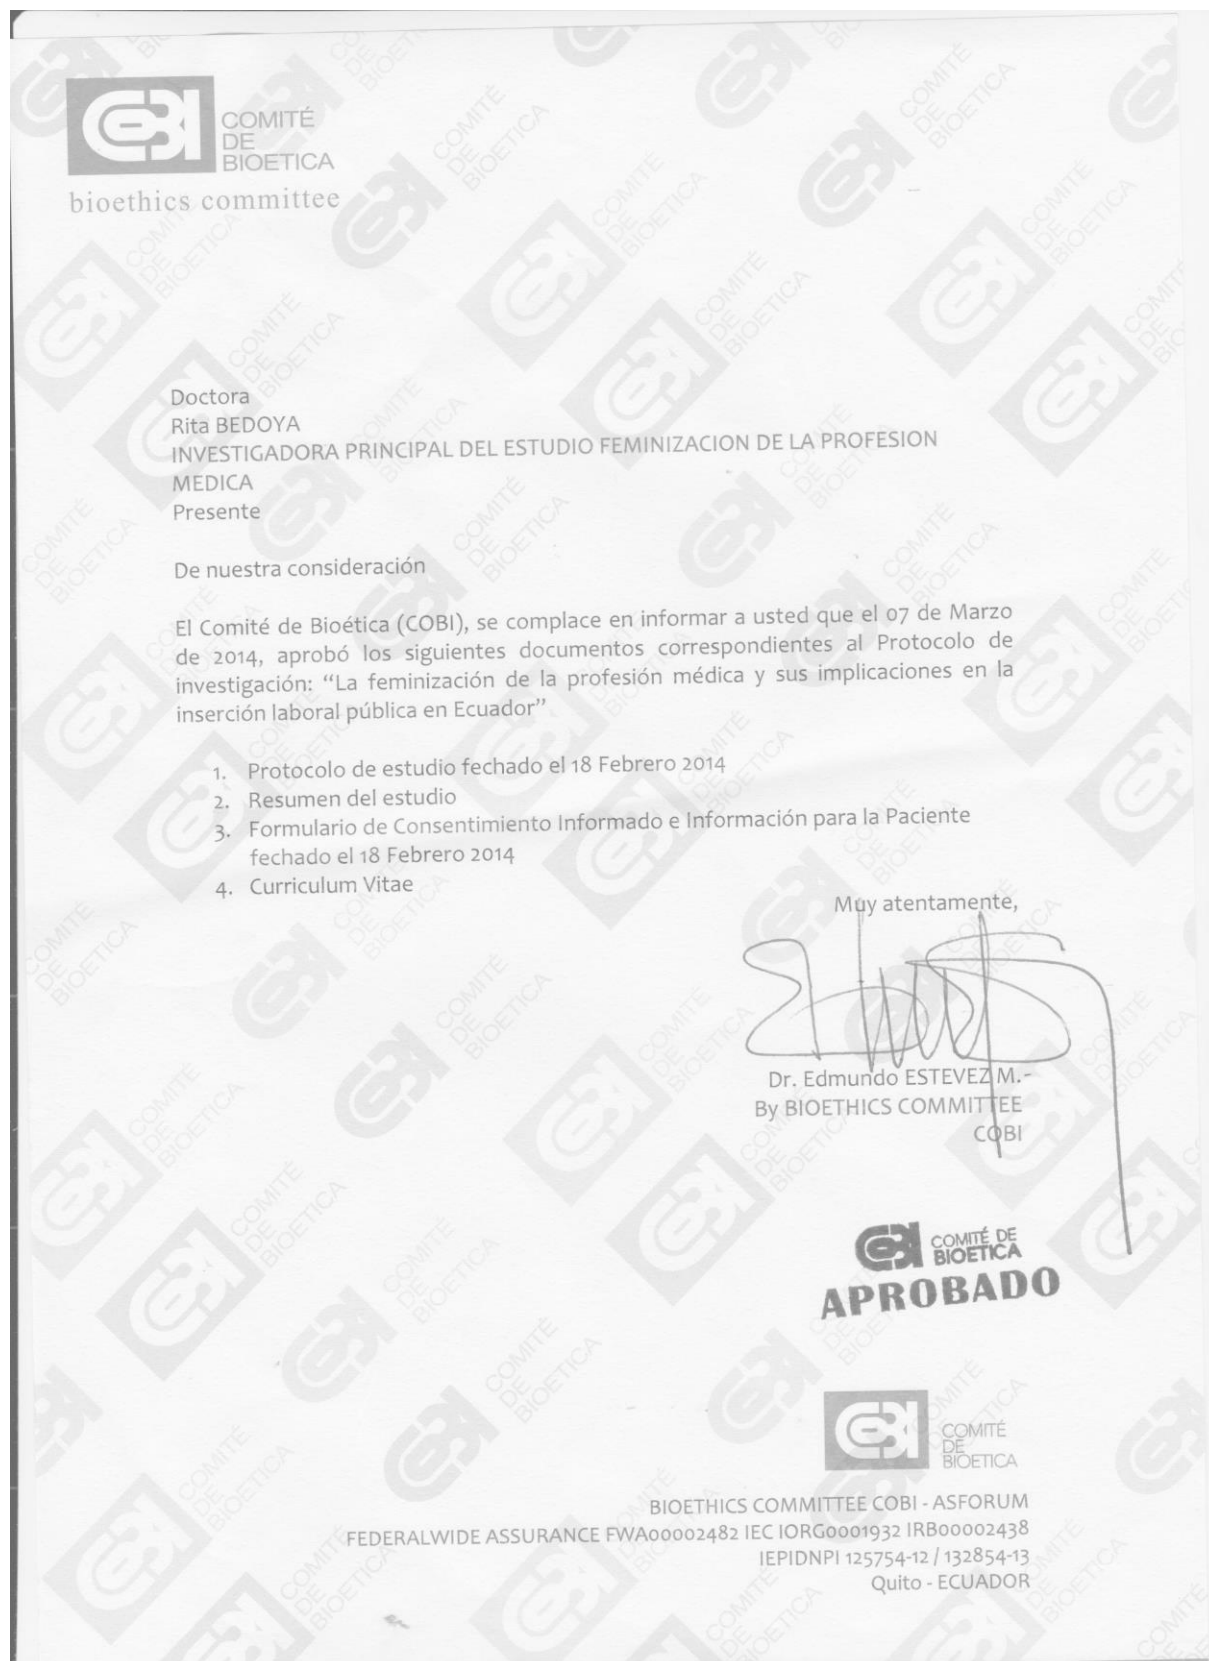 COBI COMITÉ
DE
BIOETICA
bioethics committee
Doctora
Rita BEDOYA
INVESTIGADORA PRINCIPAL DEL ESTUDIO FEMINIZACION DE LA PROFESION
MEDICA
Presente
De nuestra consideración
El Comité de Bioética (COBI), se complace en informar a usted que el 07 de Marzo
de 2014, aprobó los siguientes documentos correspondientes al Protocolo de
investigación: “La feminización de la profesión médica y sus implicaciones en la
inserción laboral pública en Ecuador”
1. Protocolo de estudio fechado el 18 Febrero 2014
2. Resumen del estudio
3. Formulario de Consentimiento Informado e Información para la Paciente
fechado el 18 Febrero 2014
4. Curriculum Vitae
Muy atentamente,
Dr. Edmundo ESTEVEZ M.-
By BIOETHICS COMMITTEE
COBI
COBI COMITÉ DE
BIOETICA
APROBADO
COBI COMITÉ
DE
BIOETICA
BIOETHICS COMMITTEE COBI - ASFORUM
FEDERALWIDE ASSURANCE FWA00002482 IEC IORG0001932 IRB00002438
IEPIDNPI 125754-12 / 132854-13
Quito - ECUADOR